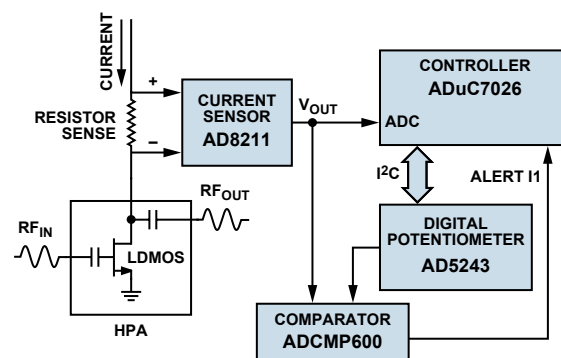 CURRENT
RESISTOR
SENSE
+
–
CURRENT
SENSOR
AD8211
VOUT
CONTROLLER
ADuC7026
ADC
I2C
ALERT I1
DIGITAL
POTENTIOMETER
AD5243
COMPARATOR
ADCMP600
RFOUT
RFIN
LDMOS
HPA